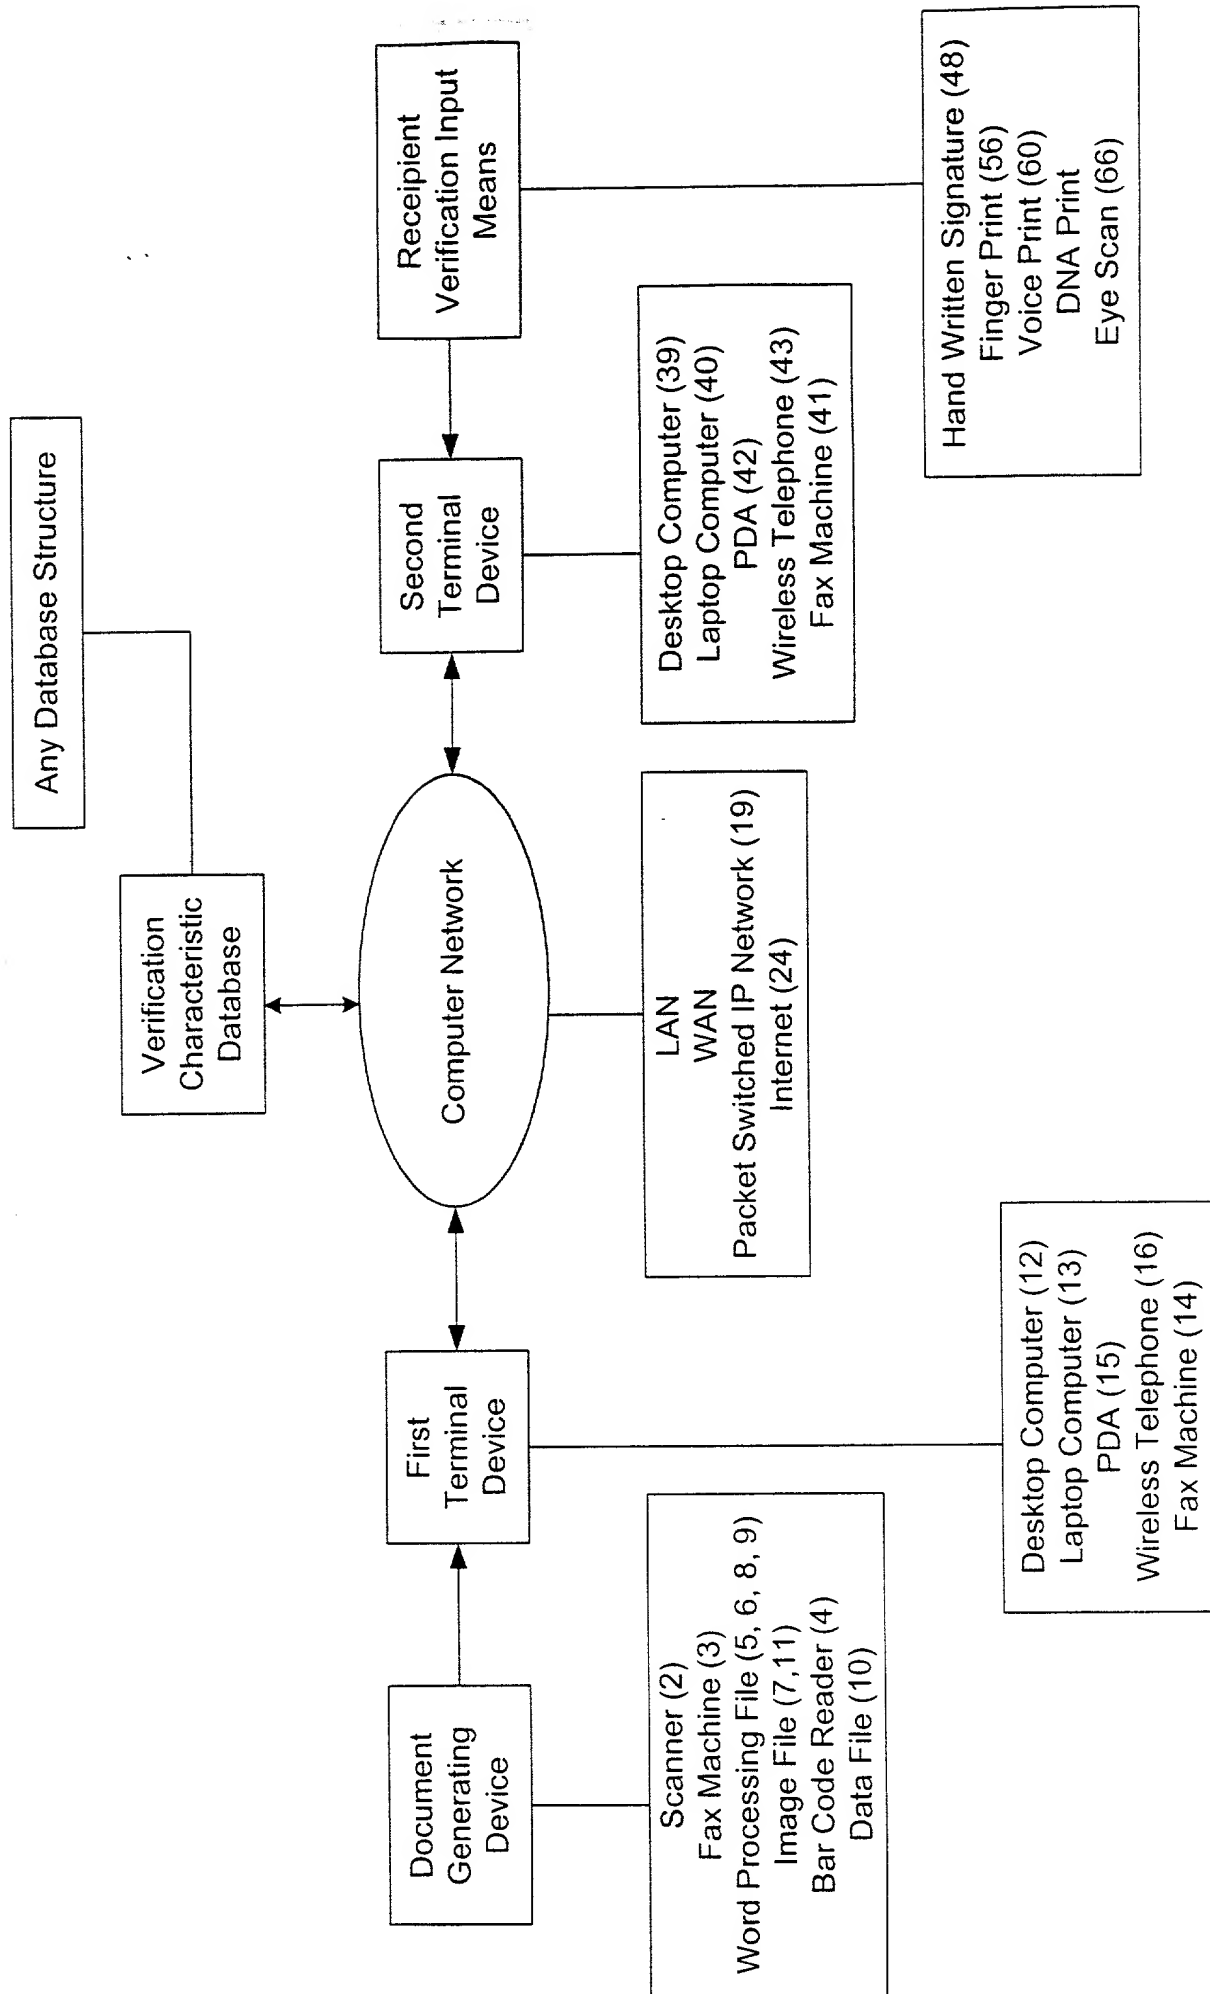 Any Database Structure
Verification
Characteristic
Database
Document
Generating
Device
First
Terminal
Device
Computer Network
Second
Terminal
Device
Receipient
Verification Input
Means
Scanner (2)
Fax Machine (3)
Word Processing File (5, 6, 8, 9)
Image File (7,11)
Bar Code Reader (4)
Data File (10)
LAN
WAN
Packet Switched IP Network (19)
Internet (24)
Desktop Computer (39)
Laptop Computer (40)
PDA (42)
Wireless Telephone (43)
Fax Machine (41)
Hand Written Signature (48)
Finger Print (56)
Voice Print (60)
DNA Print
Eye Scan (66)
Desktop Computer (12)
Laptop Computer (13)
PDA (15)
Wireless Telephone (16)
Fax Machine (14)